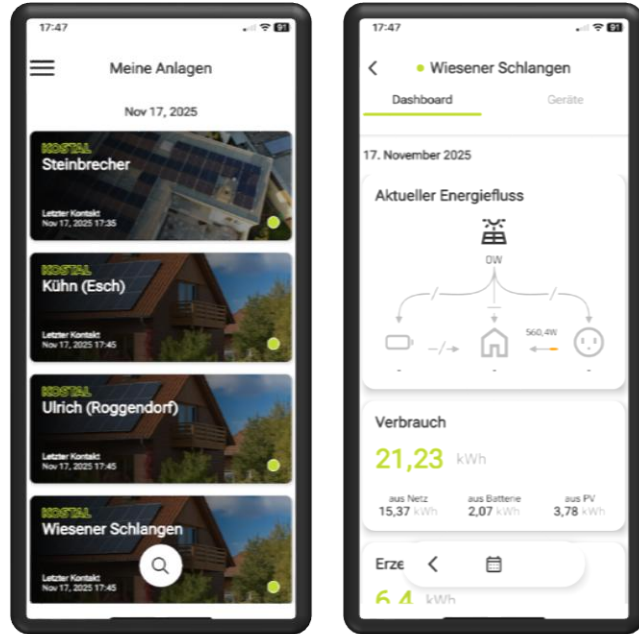 17:47
91
Meine Anlagen
Nov 17, 2025
KOSTAL
Steinbrecher
Letzter Kontakt
Nov 17, 2025 17:35
KOSTAL
Kühn (Esch)
Letzter Kontakt
Nov 17, 2025 17:45
KOSTAL
Ulrich (Roggendorf)
Letzter Kontakt
Nov 17, 2025 17:45
KOSTAL
Wiesener Schlangen
Letzter Kontakt
Nov 17, 2025 17:45
17:47
91
Wiesener Schlangen
Dashboard
Geräte
17. November 2025
Aktueller Energiefluss
0W
560,4W
-
-
-
Verbrauch
21,23 kWh
aus Netz aus Batterie aus PV
15,37 kWh 2,07 kWh 3,78 kWh
Erze
6,4 kWh